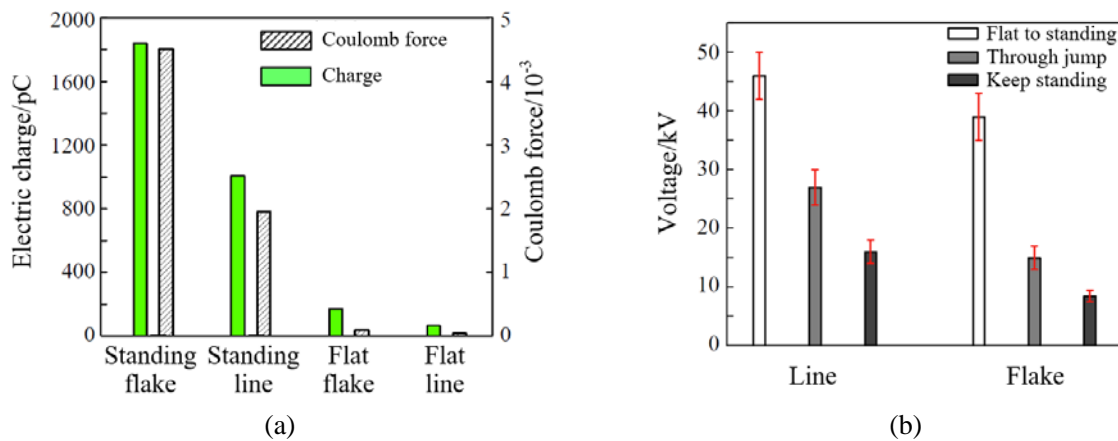 2000
1600
1200
800
400
0
Electric charge/pC
Coulomb force
Charge
5
4
3
2
1
0
Coulomb force/10⁻³
Standing flake
Standing line
Flat flake
Flat line
(a)
50
40
30
20
10
0
Voltage/kV
Flat to standing
Through jump
Keep standing
Line
Flake
(b)